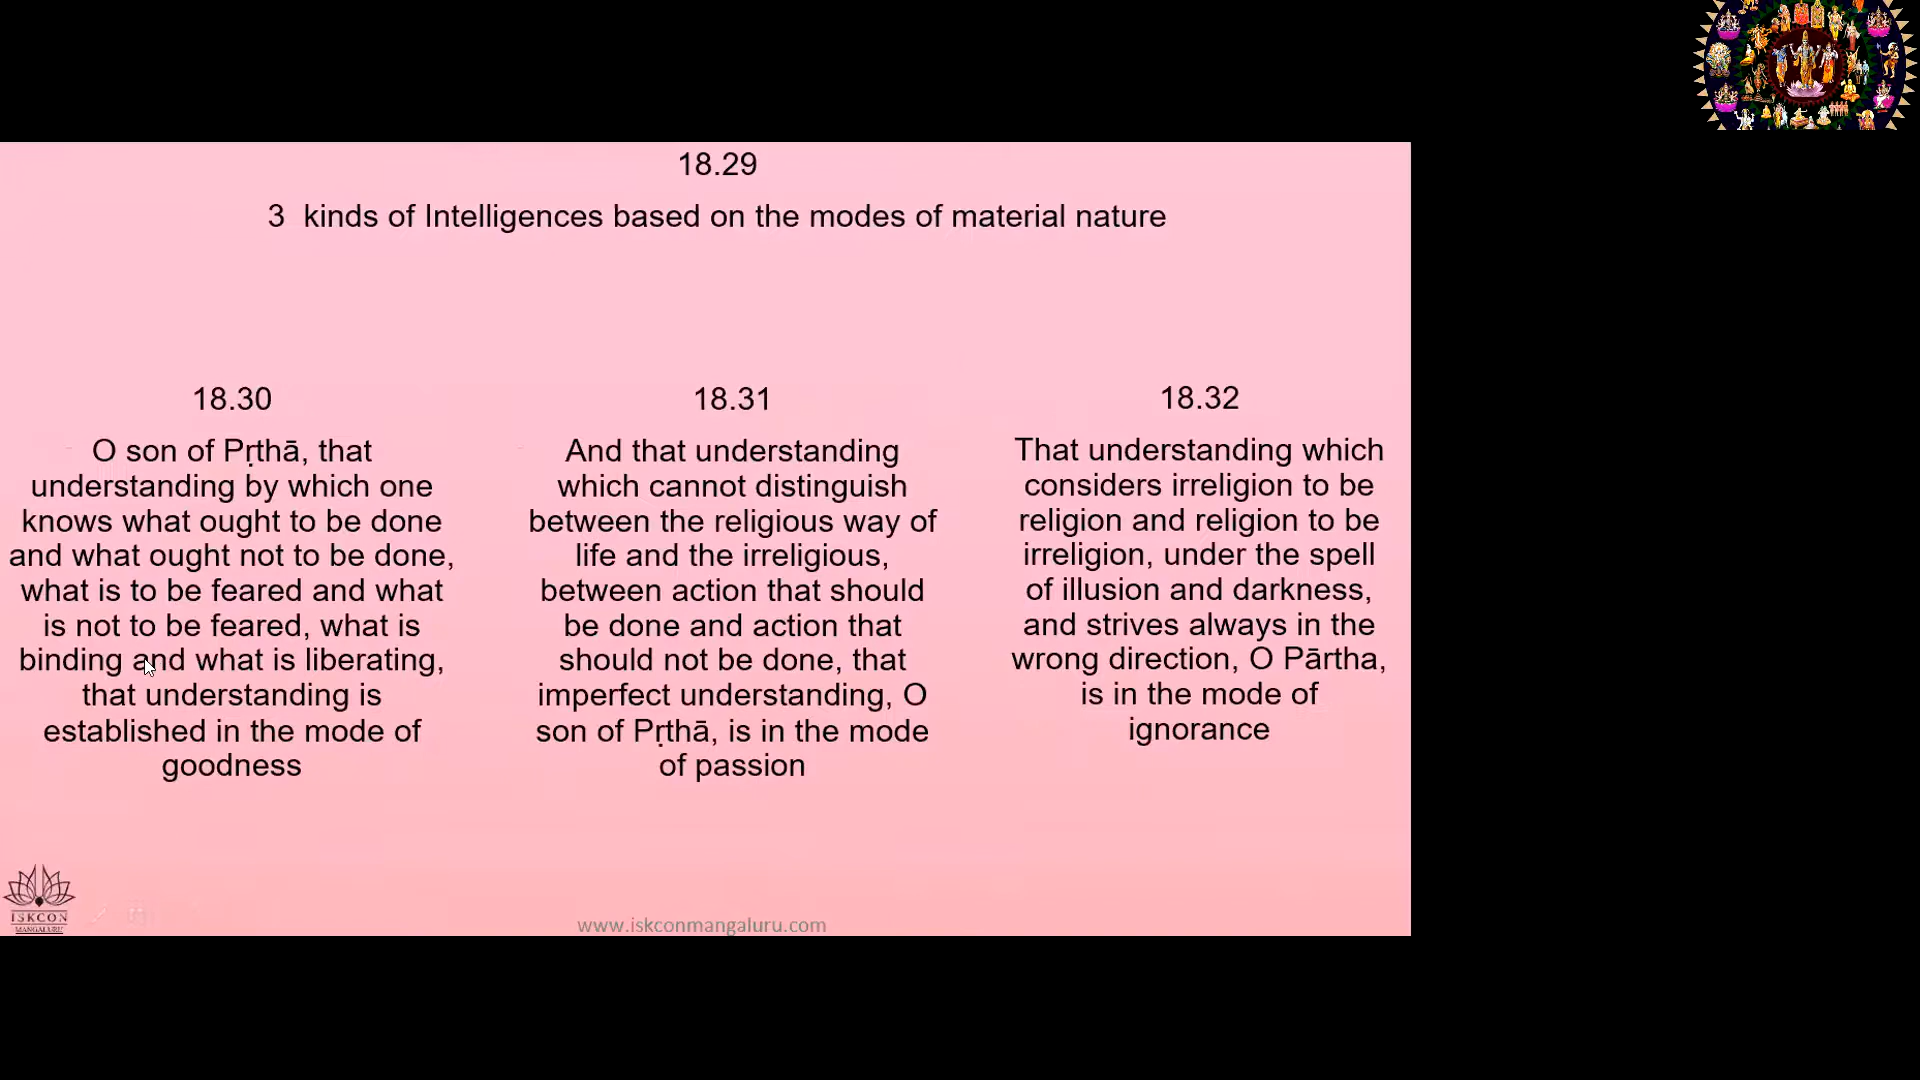 18.29
3 kinds of Intelligences based on the modes of material nature
18.30
O son of Pṛthā, that
understanding by which one
knows what ought to be done
and what ought not to be done,
what is to be feared and what
is not to be feared, what is
binding and what is liberating,
that understanding is
established in the mode of
goodness
18.31
And that understanding
which cannot distinguish
between the religious way of
life and the irreligious,
between action that should
be done and action that
should not be done, that
imperfect understanding, O
son of Pṛthā, is in the mode
of passion
18.32
That understanding which
considers irreligion to be
religion and religion to be
irreligion, under the spell
of illusion and darkness,
and strives always in the
wrong direction, O Pārtha,
is in the mode of
ignorance
ISKCON
MANGALURU
www.iskconmangaluru.com